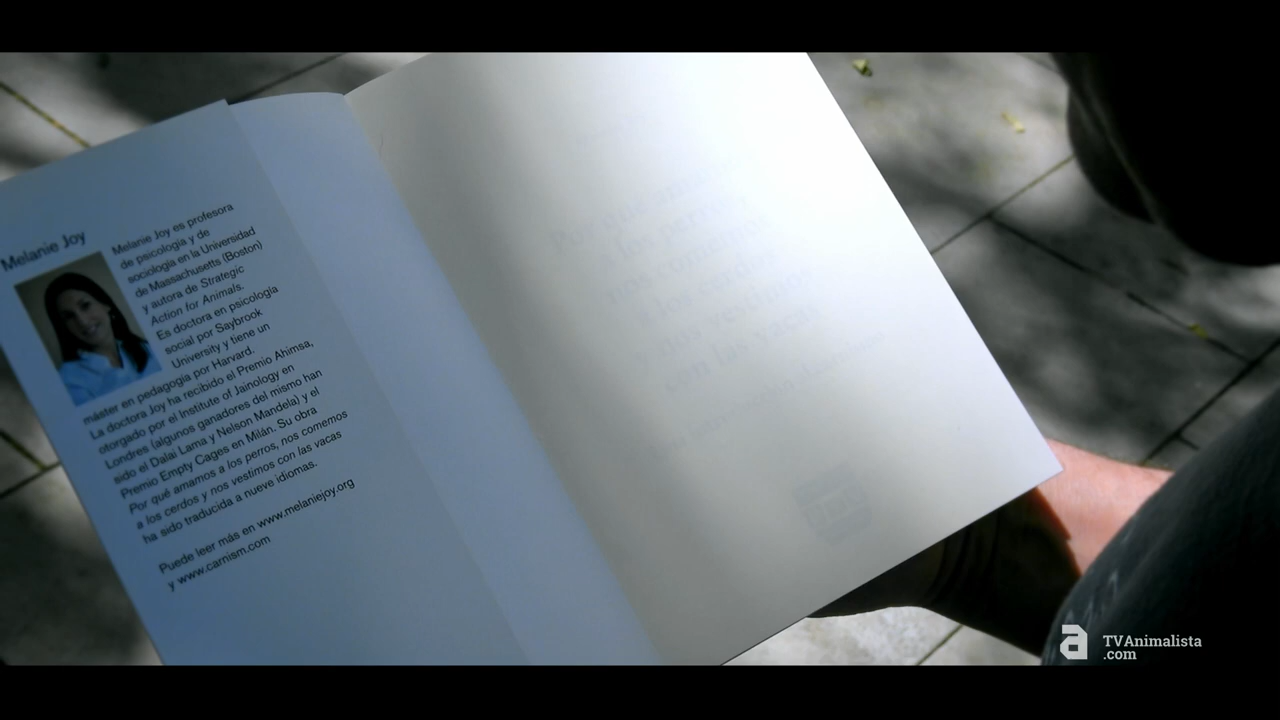 Melanie Joy
Melanie Joy es profesora
de psicología y de
sociología en la Universidad
de Massachusetts (Boston)
y autora de Strategic
Action for Animals.
Es doctora en psicología
social por Saybrook
University y tiene un
máster en pedagogía por Harvard.
La doctora Joy ha recibido el Premio Ahimsa,
otorgado por el Institute of Jainology en
Londres (algunos ganadores del mismo han
sido el Dalai Lama y Nelson Mandela) y el
Premio Empty Cages en Milán. Su obra
Por qué amamos a los perros, nos comemos
a los cerdos y nos vestimos con las vacas
ha sido traducida a nueve idiomas.
Puede leer más en www.melaniejoy.org
y www.carnism.com
TVAnimalista
.com